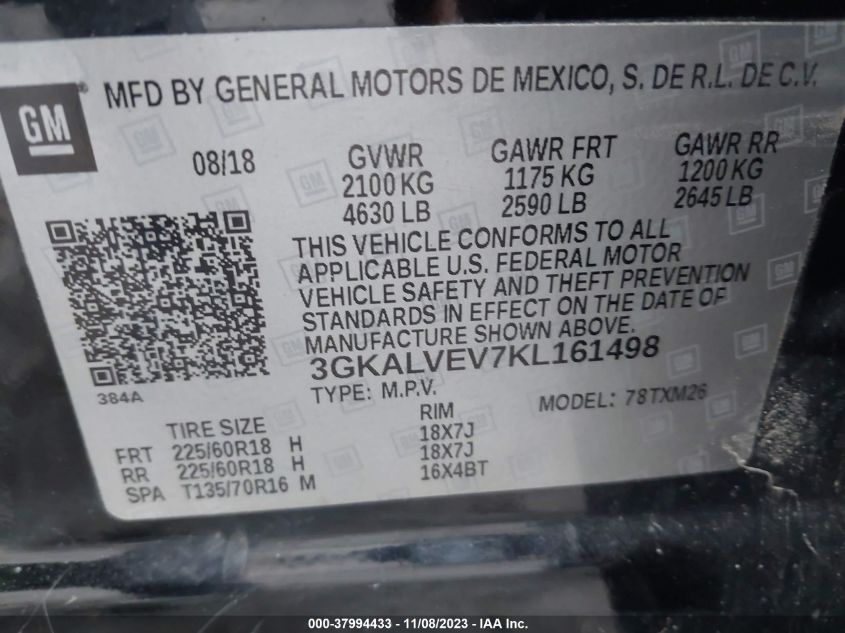 GM
MFD BY GENERAL MOTORS DE MEXICO, S. DE R.L. DE C.V.
08/18 GVWR GAWR FRT GAWR RR
2100 KG 1175 KG 1200 KG
4630 LB 2590 LB 2645 LB
THIS VEHICLE CONFORMS TO ALL
APPLICABLE U.S. FEDERAL MOTOR
VEHICLE SAFETY AND THEFT PREVENTION
STANDARDS IN EFFECT ON THE DATE OF
MANUFACTURE SHOWN ABOVE.
3GKALVEV7KL161498
384A
TYPE: M.P.V. MODEL: 78TXM26
TIRE SIZE RIM
FRT 225/60R18 H 18X7J
RR 225/60R18 H 18X7J
SPA T135/70R16 M 16X4BT
000-37994433 - 11/08/2023 - IAA Inc.